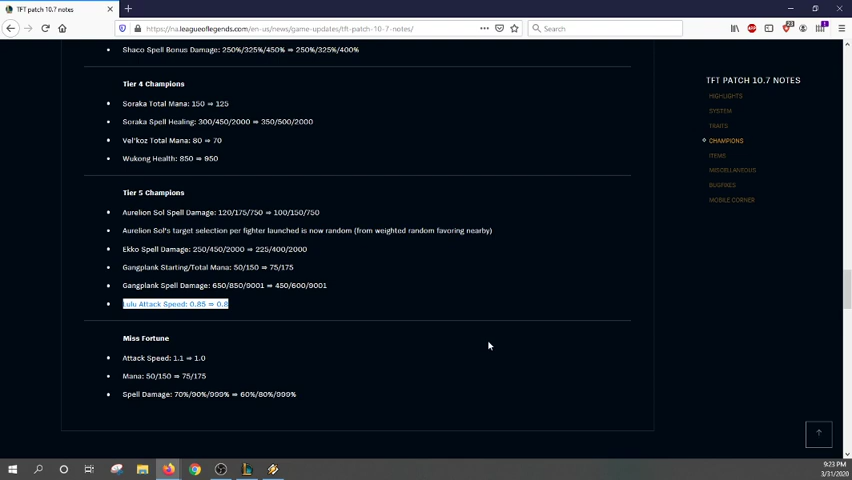 TFT patch 10.7 notes
https://na.leagueoflegends.com/en-us/news/game-updates/tft-patch-10-7-notes/
Search
23
Shaco Spell Bonus Damage: 250%/325%/450% ⇒ 250%/325%/400%
Tier 4 Champions
Soraka Total Mana: 150 ⇒ 125
Soraka Spell Healing: 300/450/2000 ⇒ 350/500/2000
Vel'koz Total Mana: 80 ⇒ 70
Wukong Health: 850 ⇒ 950
Tier 5 Champions
Aurelion Sol Spell Damage: 120/175/750 ⇒ 100/150/750
Aurelion Sol's target selection per fighter launched is now random (from weighted random favoring nearby)
Ekko Spell Damage: 250/450/2000 ⇒ 225/400/2000
Gangplank Starting/Total Mana: 50/150 ⇒ 75/175
Gangplank Spell Damage: 650/850/9001 ⇒ 450/600/9001
Lulu Attack Speed: 0.85 ⇒ 0.8
Miss Fortune
Attack Speed: 1.1 ⇒ 1.0
Mana: 50/150 ⇒ 75/175
Spell Damage: 70%/90%/999% ⇒ 60%/80%/999%
TFT PATCH 10.7 NOTES
HIGHLIGHTS
SYSTEM
TRAITS
CHAMPIONS
ITEMS
MISCELLANEOUS
BUGFIXES
MOBILE CORNER
9:23 PM
3/31/2020